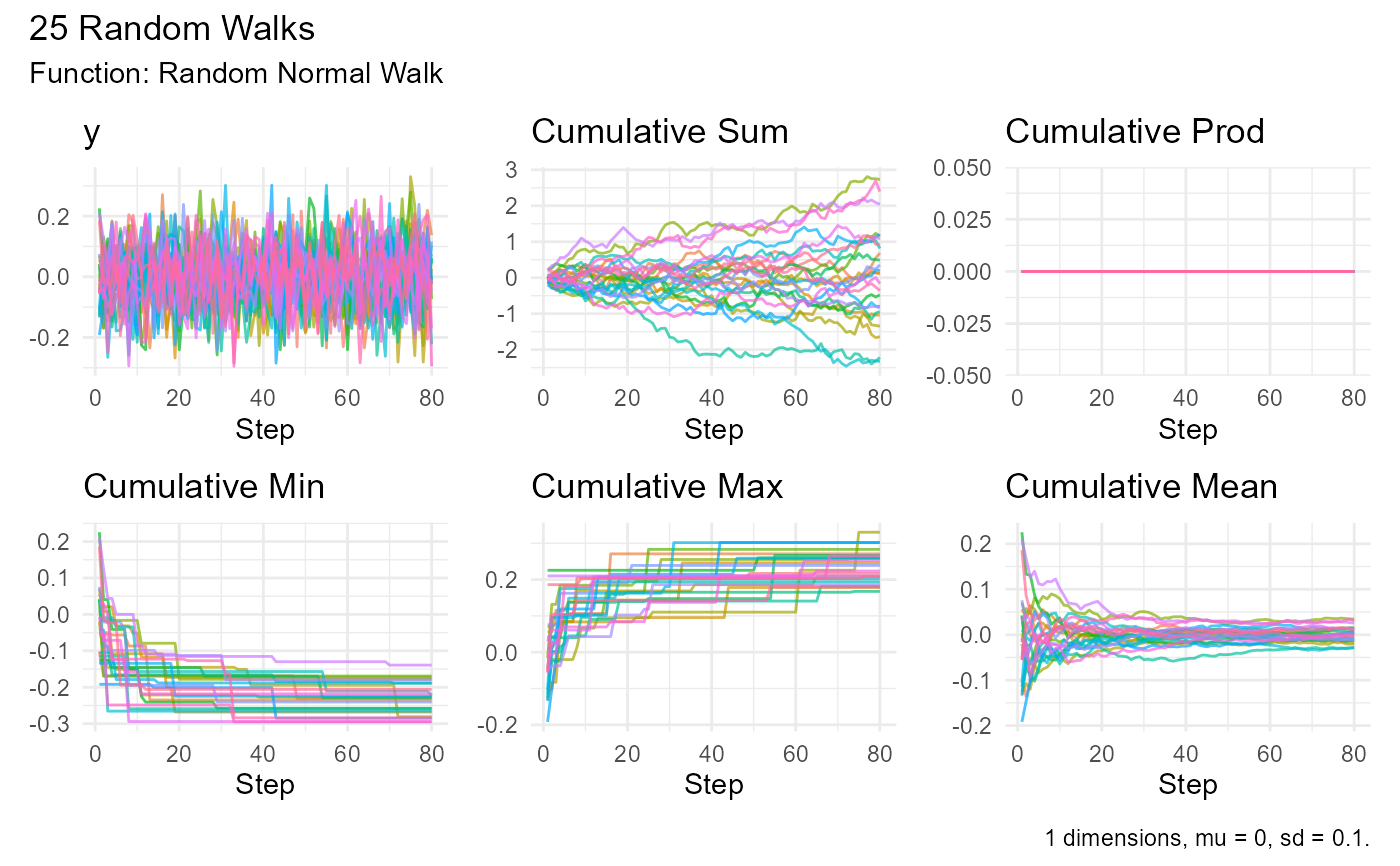 25 Random Walks
Function: Random Normal Walk
y
0.2
0.0
-0.2
0 20 40 60 80
Step
Cumulative Sum
3
2
1
0
-1
-2
0 20 40 60 80
Step
Cumulative Prod
0.050
0.025
0.000
-0.025
-0.050
0 20 40 60 80
Step
Cumulative Min
0.2
0.1
0.0
-0.1
-0.2
-0.3
0 20 40 60 80
Step
Cumulative Max
0.2
0.0
-0.2
0 20 40 60 80
Step
Cumulative Mean
0.2
0.1
0.0
-0.1
-0.2
0 20 40 60 80
Step
1 dimensions, mu = 0, sd = 0.1.